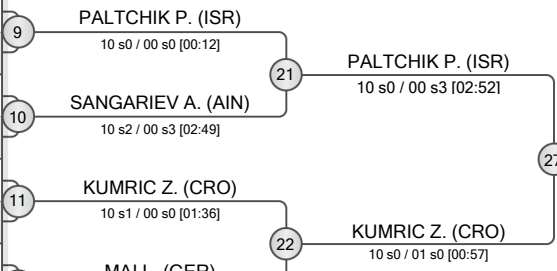 9
PALTCHIK P. (ISR)
10 s0 / 00 s0 [00:12]
21
PALTCHIK P. (ISR)
10 s0 / 00 s3 [02:52]
10
SANGARIEV A. (AIN)
10 s2 / 00 s3 [02:49]
27
11
KUMRIC Z. (CRO)
10 s1 / 00 s0 [01:36]
22
KUMRIC Z. (CRO)
10 s0 / 01 s0 [00:57]
(GER)